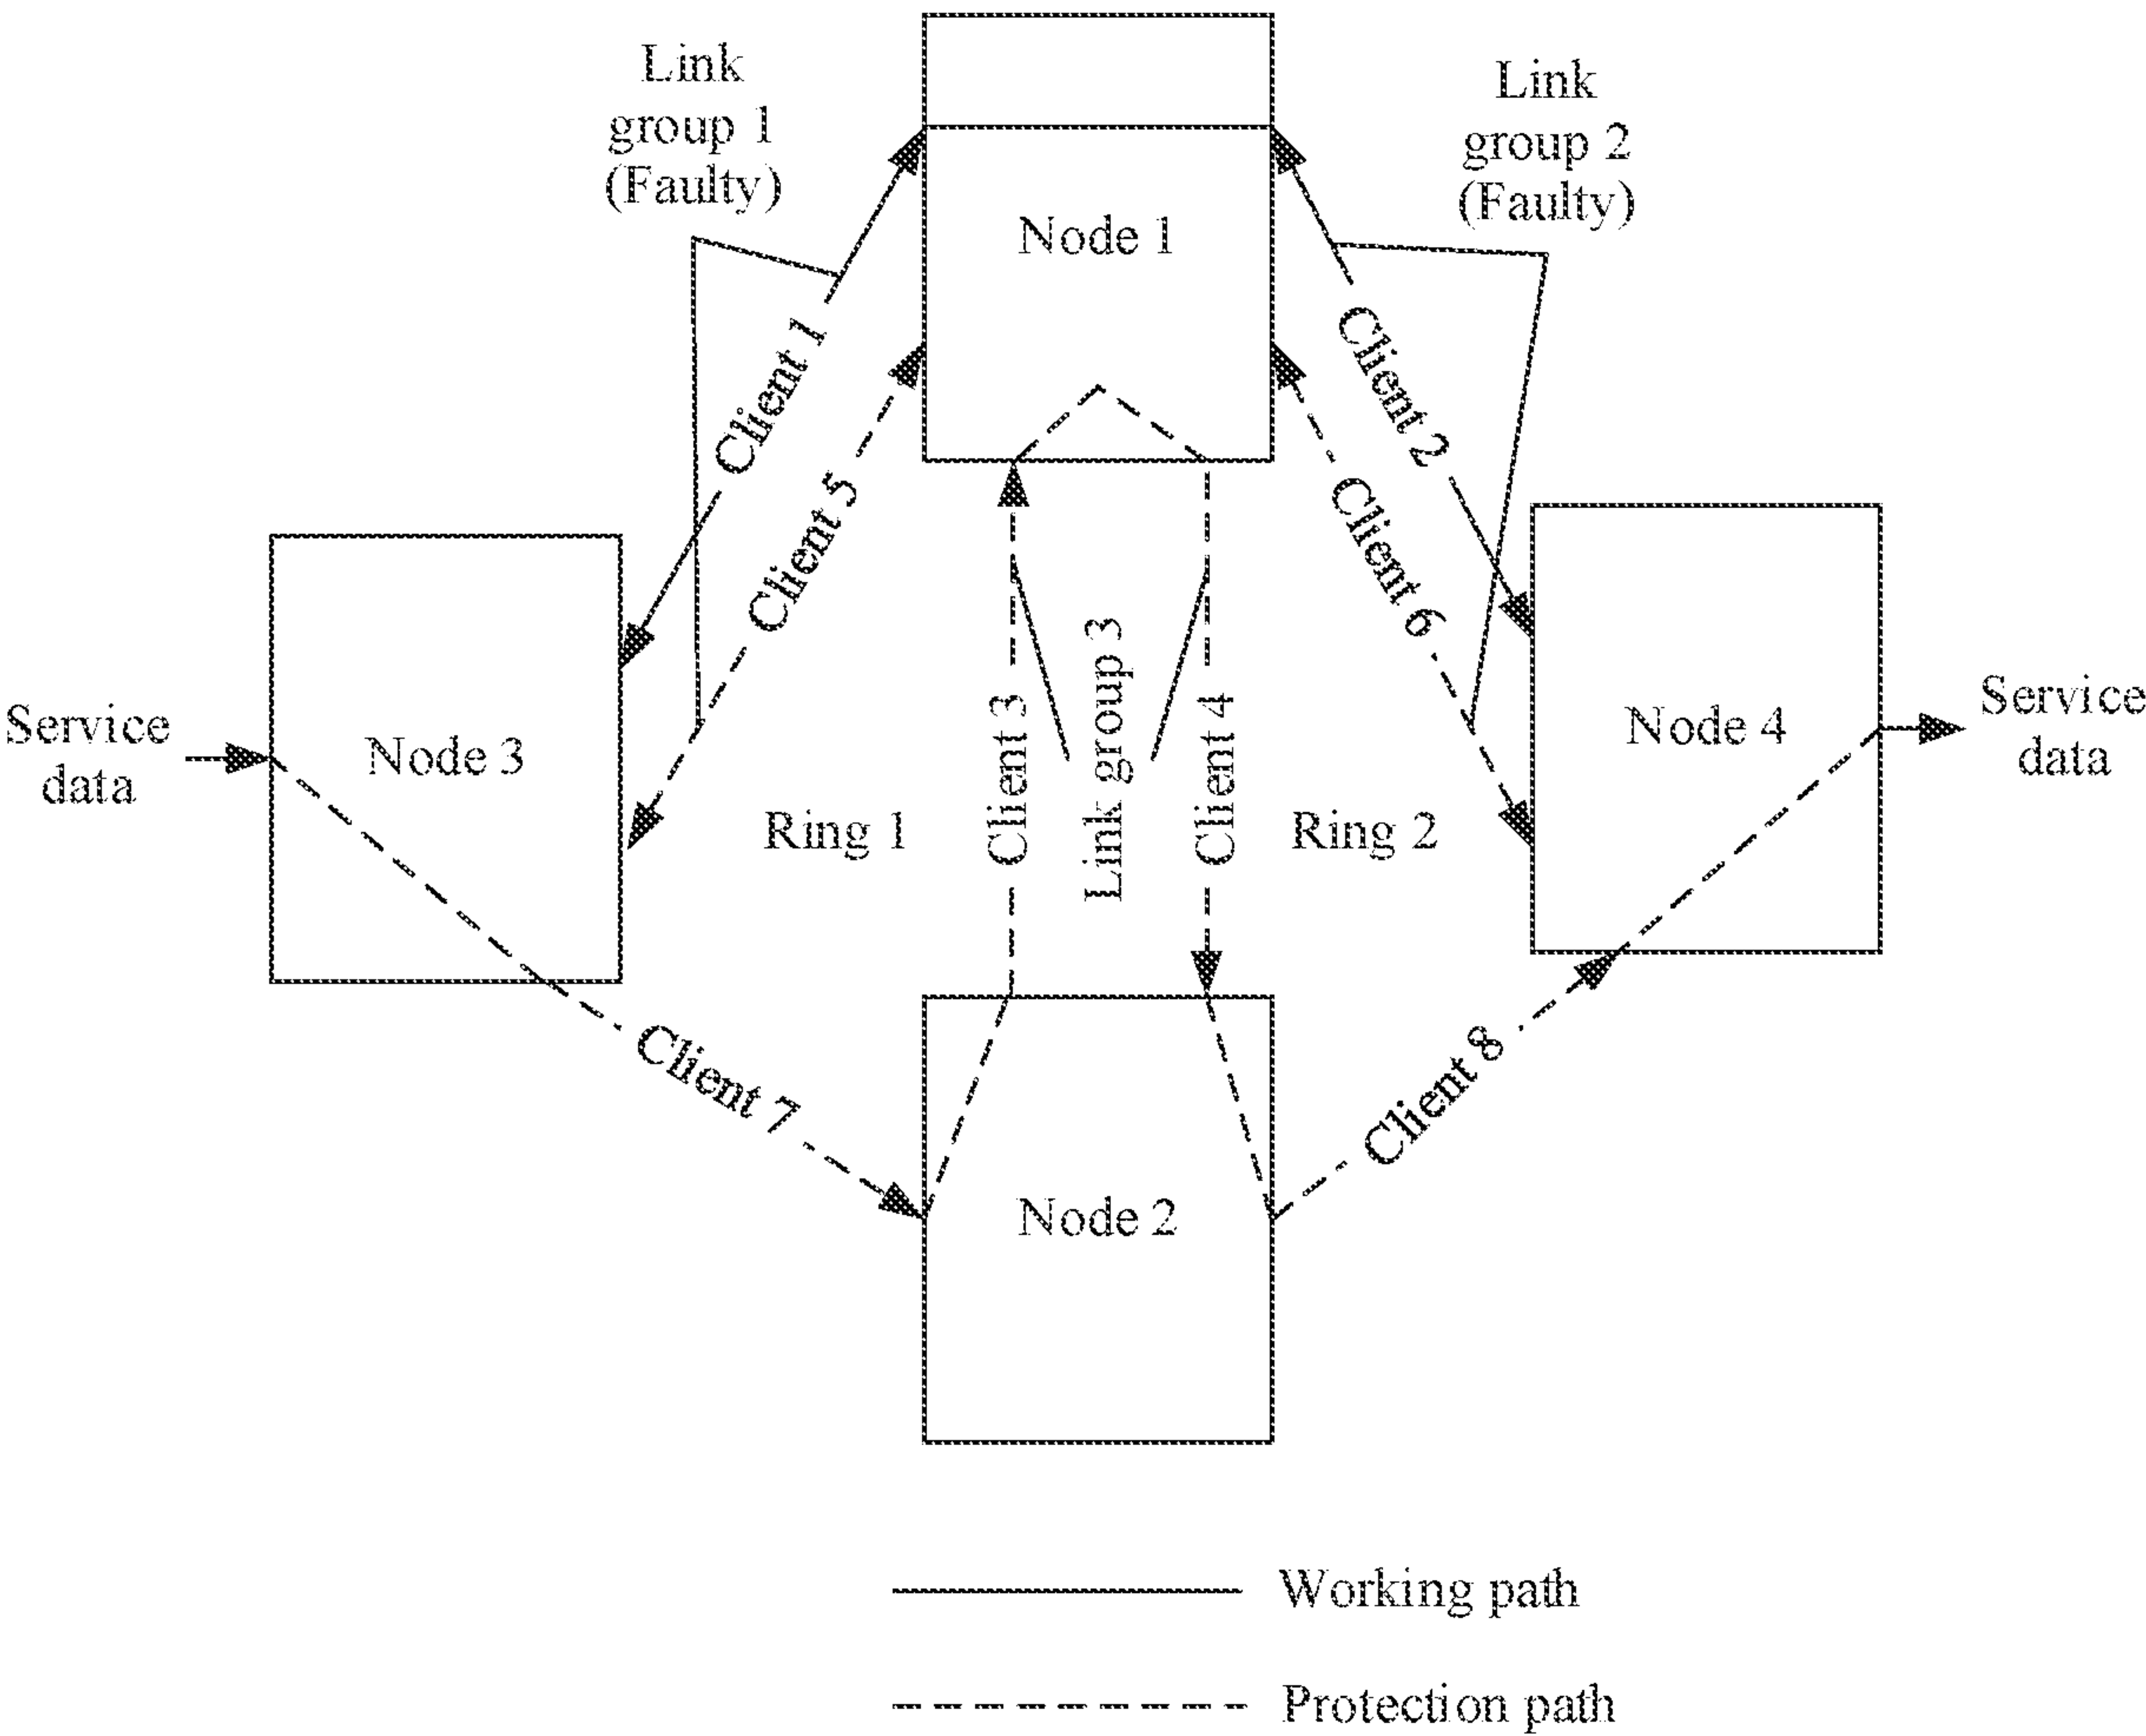 Link
group 1
(Faulty)
Link
group 2
(Faulty)
Node 1
Client 1
Client 5
Client 2
Client 6
Service
data
Node 3
Ring 1
Client 3
Link group 3
Client 4
Ring 2
Node 4
Service
data
Client 7
Client 8
Node 2
Working path
Protection path